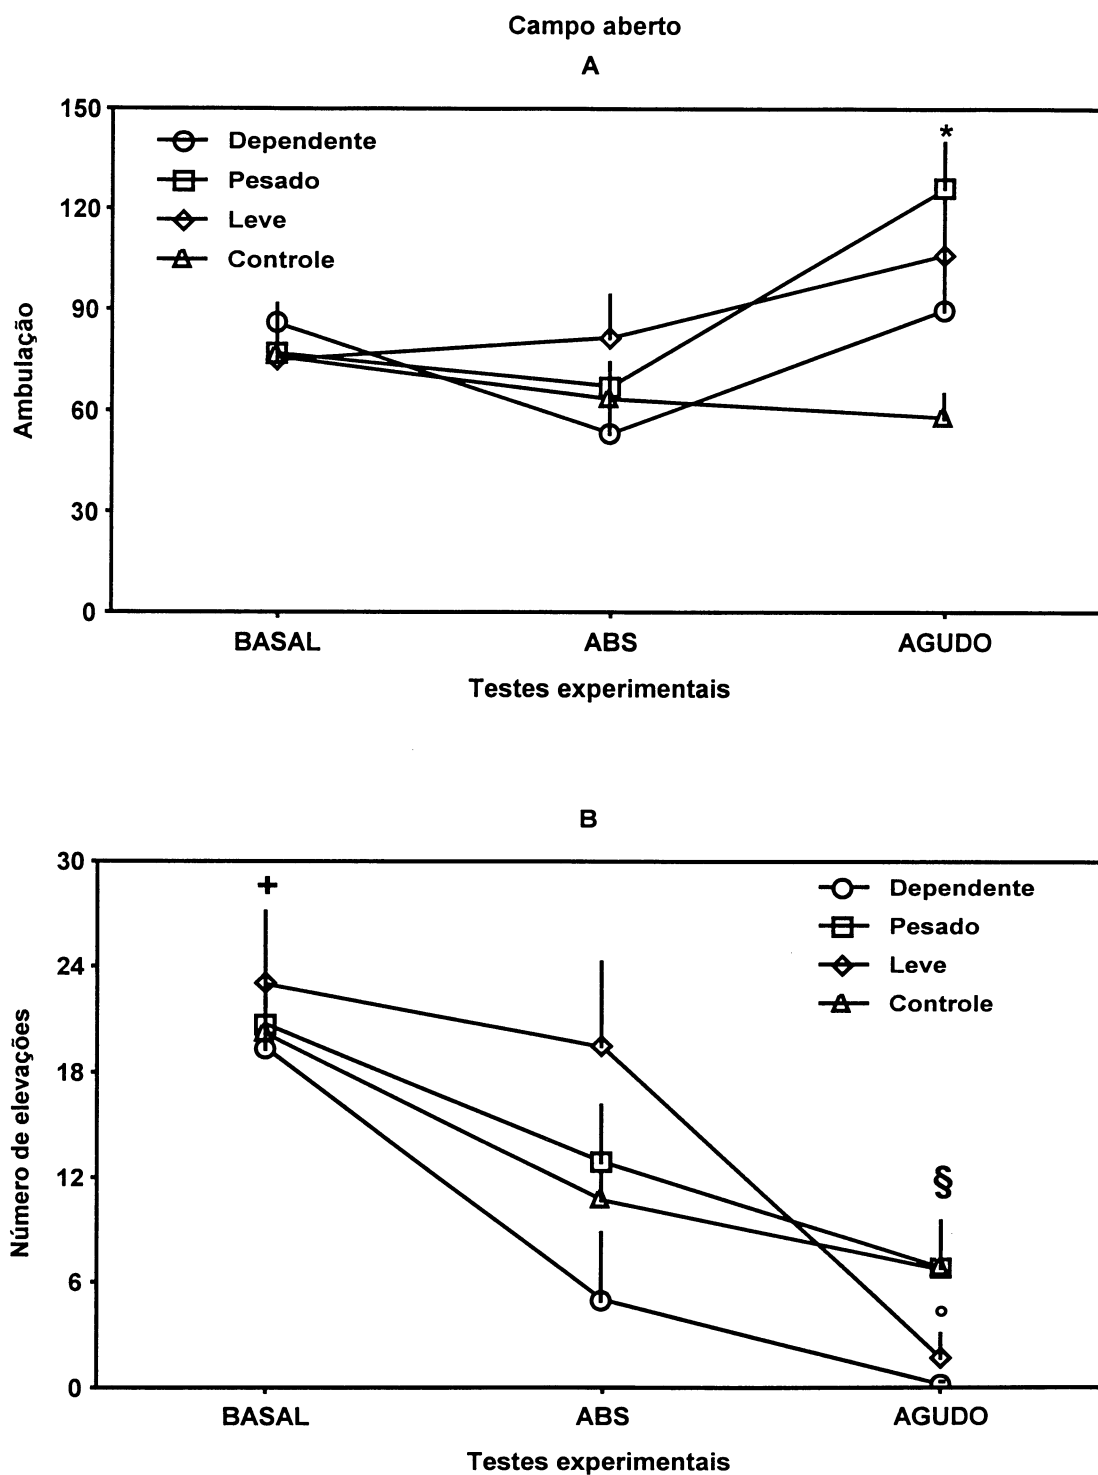 Campo aberto
A
150
120
90
60
30
0
Ambulação
Dependente
Pesado
Leve
Controle
*
BASAL ABS AGUDO
Testes experimentais
B
30
24
18
12
6
0
Número de elevações
+
Dependente
Pesado
Leve
Controle
§
°
BASAL ABS AGUDO
Testes experimentais